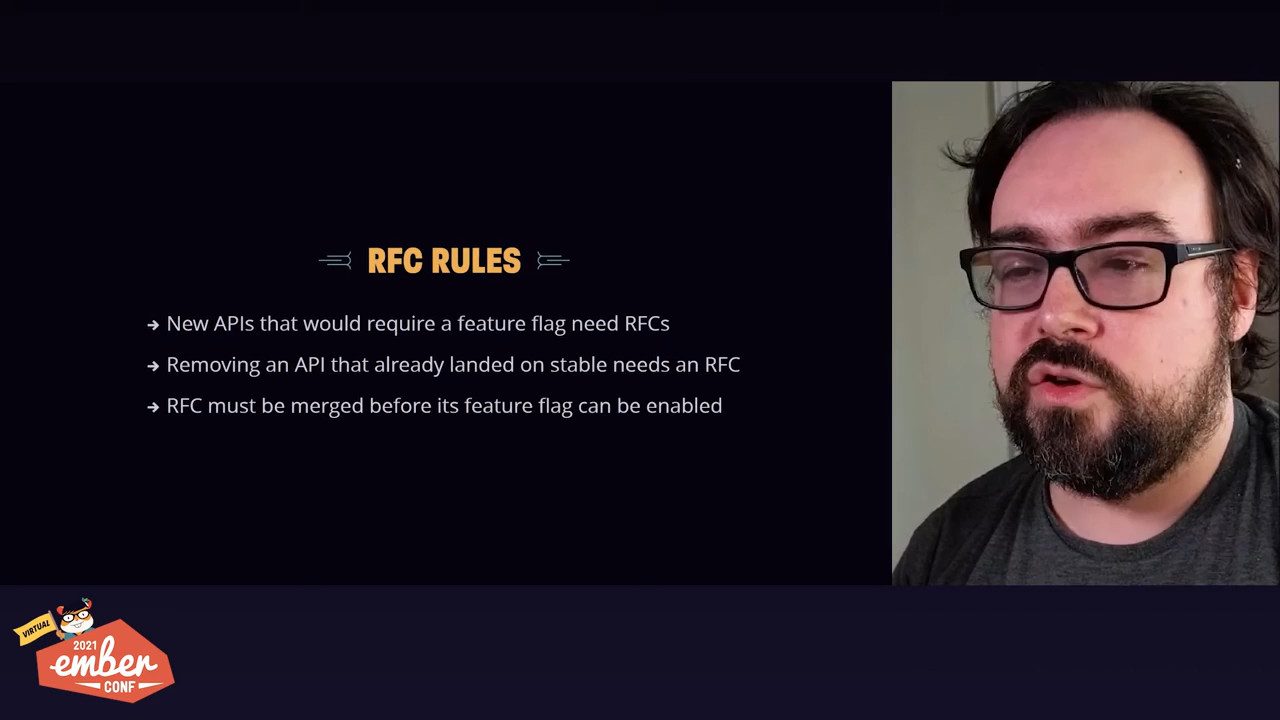 RFC RULES
→ New APIs that would require a feature flag need RFCs
→ Removing an API that already landed on stable needs an RFC
→ RFC must be merged before its feature flag can be enabled
VIRTUAL
2021
ember
CONF